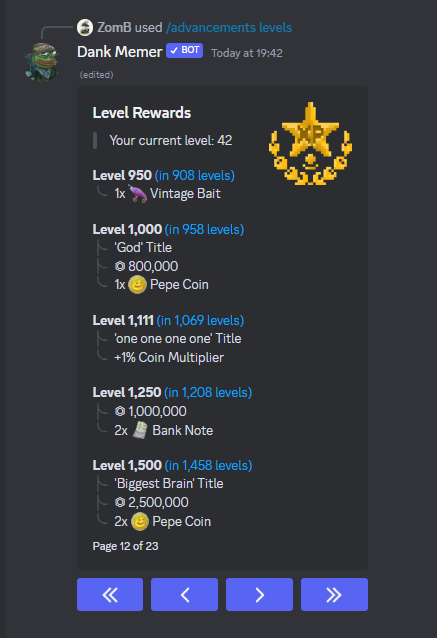 ZomB used /advancements levels
Dank Memer ✓ BOT Today at 19:42
(edited)
Level Rewards
XP
Your current level: 42
Level 950 (in 908 levels)
1x Vintage Bait
Level 1,000 (in 958 levels)
'God' Title
⏣ 800,000
1x Pepe Coin
Level 1,111 (in 1,069 levels)
'one one one one' Title
+1% Coin Multiplier
Level 1,250 (in 1,208 levels)
⏣ 1,000,000
2x Bank Note
Level 1,500 (in 1,458 levels)
'Biggest Brain' Title
⏣ 2,500,000
2x Pepe Coin
Page 12 of 23